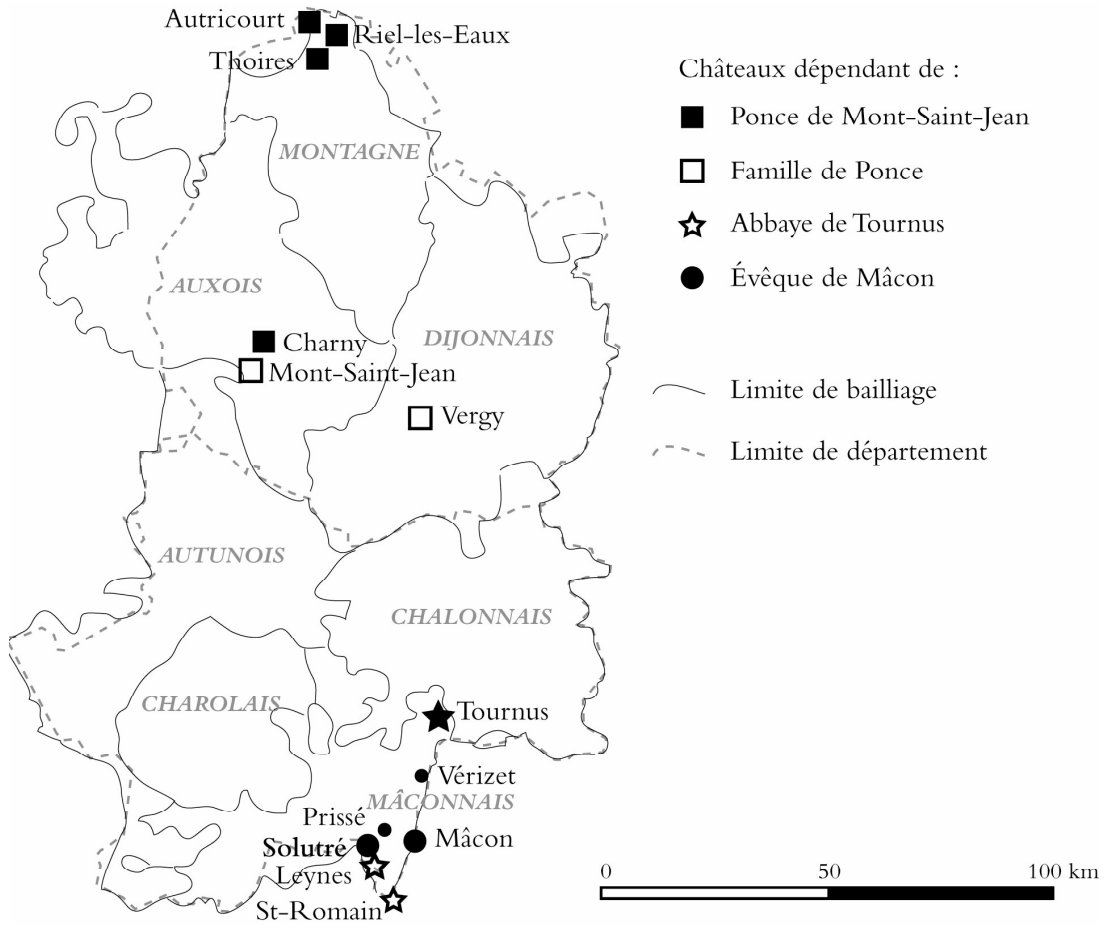 Autricourt
Riel-les-Eaux
Thoires
Châteaux dépendant de :
Ponce de Mont-Saint-Jean
MONTAGNE
Famille de Ponce
Abbaye de Tournus
Évêque de Mâcon
AUXOIS
Charny
DIJONNAIS
Mont-Saint-Jean
Limite de bailliage
Vergy
Limite de département
AUTUNOIS
CHALONNAIS
CHAROLAIS
Tournus
Vérizet
MÂCONNAIS
Prissé
Mâcon
Solutré
Leynes
St-Romain
0 50 100 km